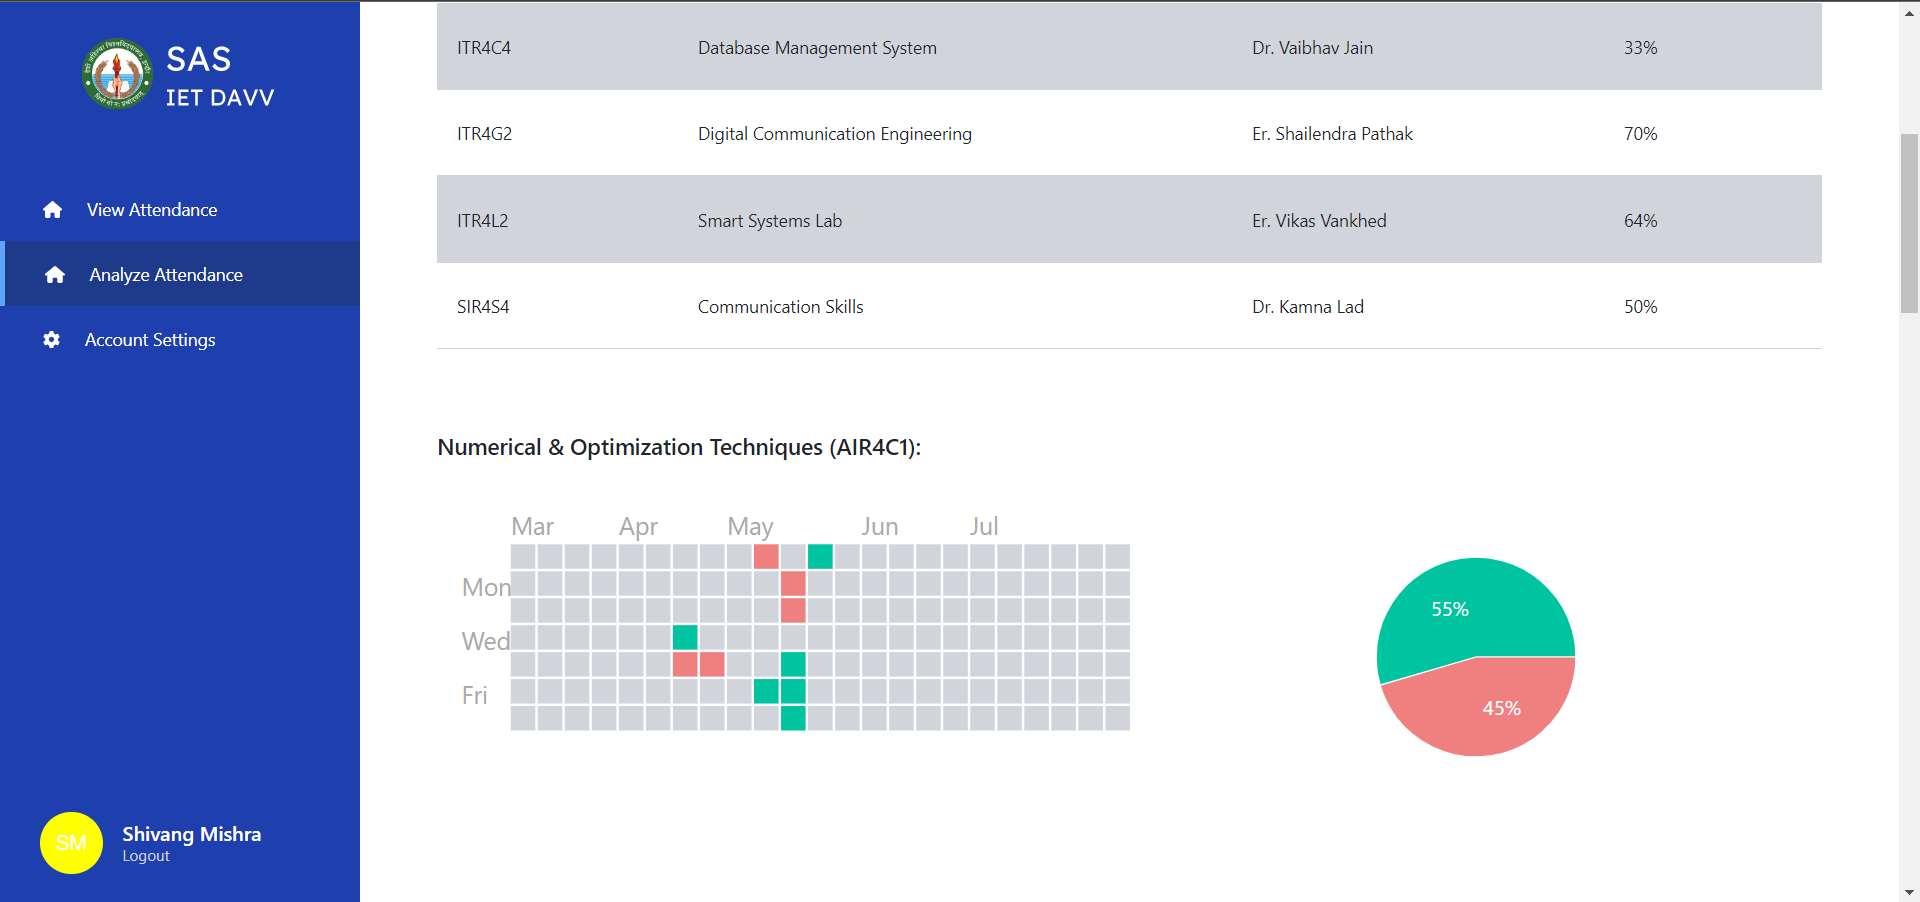 SAS
IET DAVV
View Attendance
Analyze Attendance
Account Settings
SM
Shivang Mishra
Logout
ITR4C4 Database Management System Dr. Vaibhav Jain 33%
ITR4G2 Digital Communication Engineering Er. Shailendra Pathak 70%
ITR4L2 Smart Systems Lab Er. Vikas Vankhed 64%
SIR4S4 Communication Skills Dr. Kamna Lad 50%
Numerical & Optimization Techniques (AIR4C1):
Mar Apr May Jun Jul
Mon
Wed
Fri
55%
45%